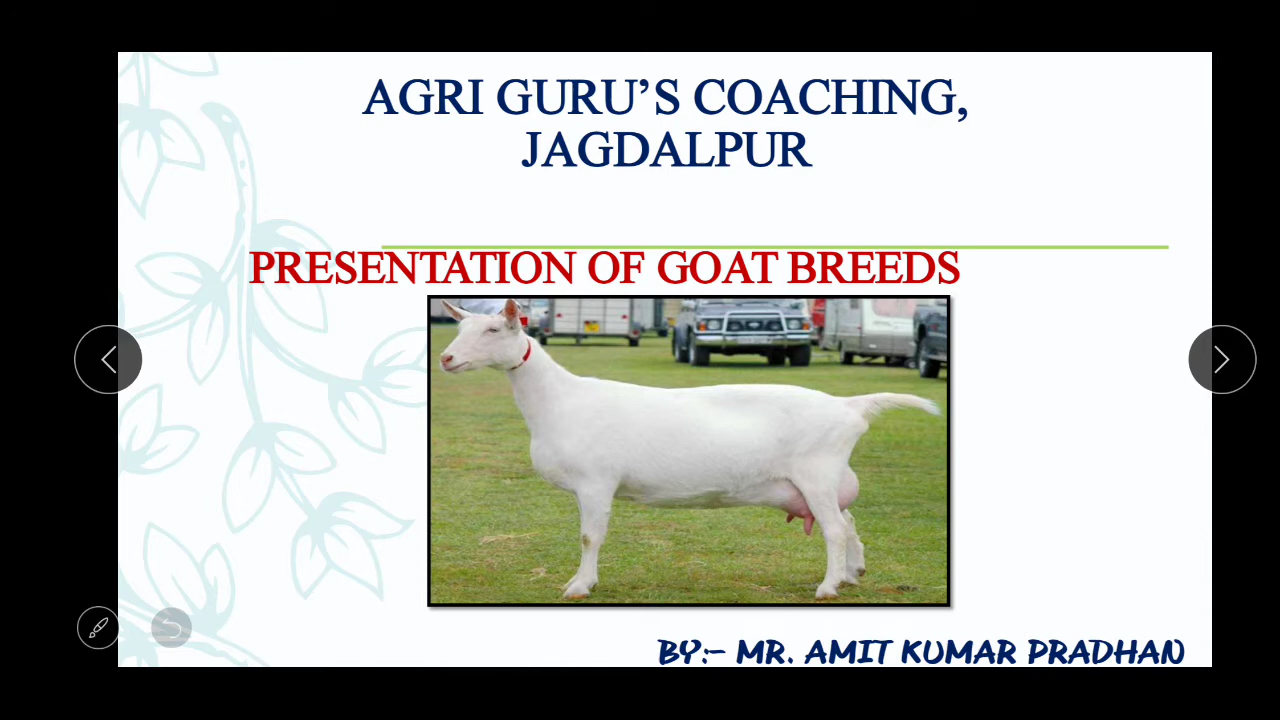 AGRI GURU’S COACHING,
JAGDALPUR
PRESENTATION OF GOAT BREEDS
BY:- MR. AMIT KUMAR PRADHAN